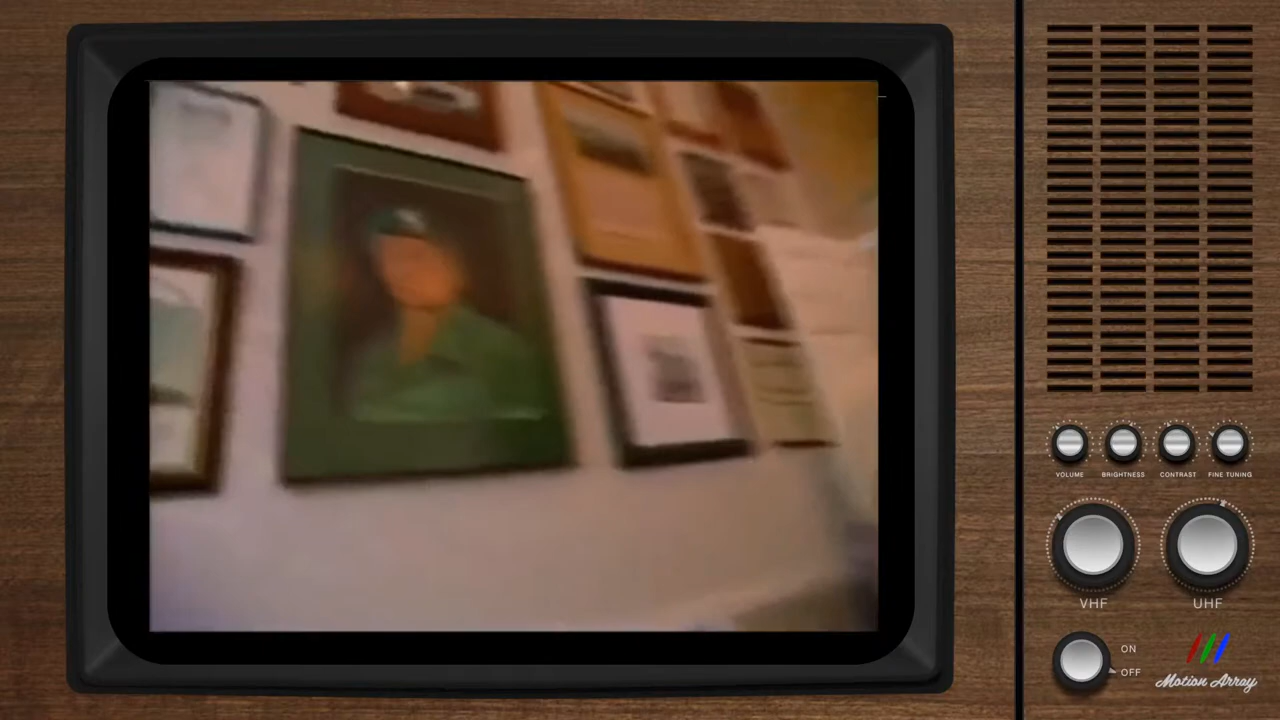 VOLUME
BRIGHTNESS
CONTRAST
FINE TUNING
VHF
UHF
ON
OFF
Motion Array